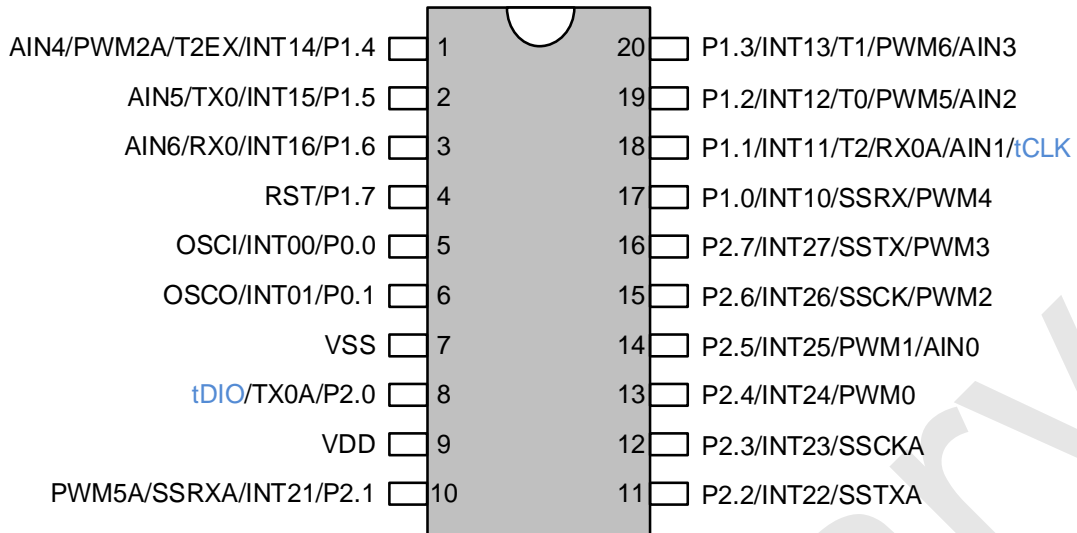 AIN4/PWM2A/T2EX/INT14/P1.4 1 20 P1.3/INT13/T1/PWM6/AIN3
AIN5/TX0/INT15/P1.5 2 19 P1.2/INT12/T0/PWM5/AIN2
AIN6/RX0/INT16/P1.6 3 18 P1.1/INT11/T2/RX0A/AIN1/tCLK
RST/P1.7 4 17 P1.0/INT10/SSRX/PWM4
OSCI/INT00/P0.0 5 16 P2.7/INT27/SSTX/PWM3
OSCO/INT01/P0.1 6 15 P2.6/INT26/SSCK/PWM2
VSS 7 14 P2.5/INT25/PWM1/AIN0
tDIO/TX0A/P2.0 8 13 P2.4/INT24/PWM0
VDD 9 12 P2.3/INT23/SSCKA
PWM5A/SSRXA/INT21/P2.1 10 11 P2.2/INT22/SSTXA